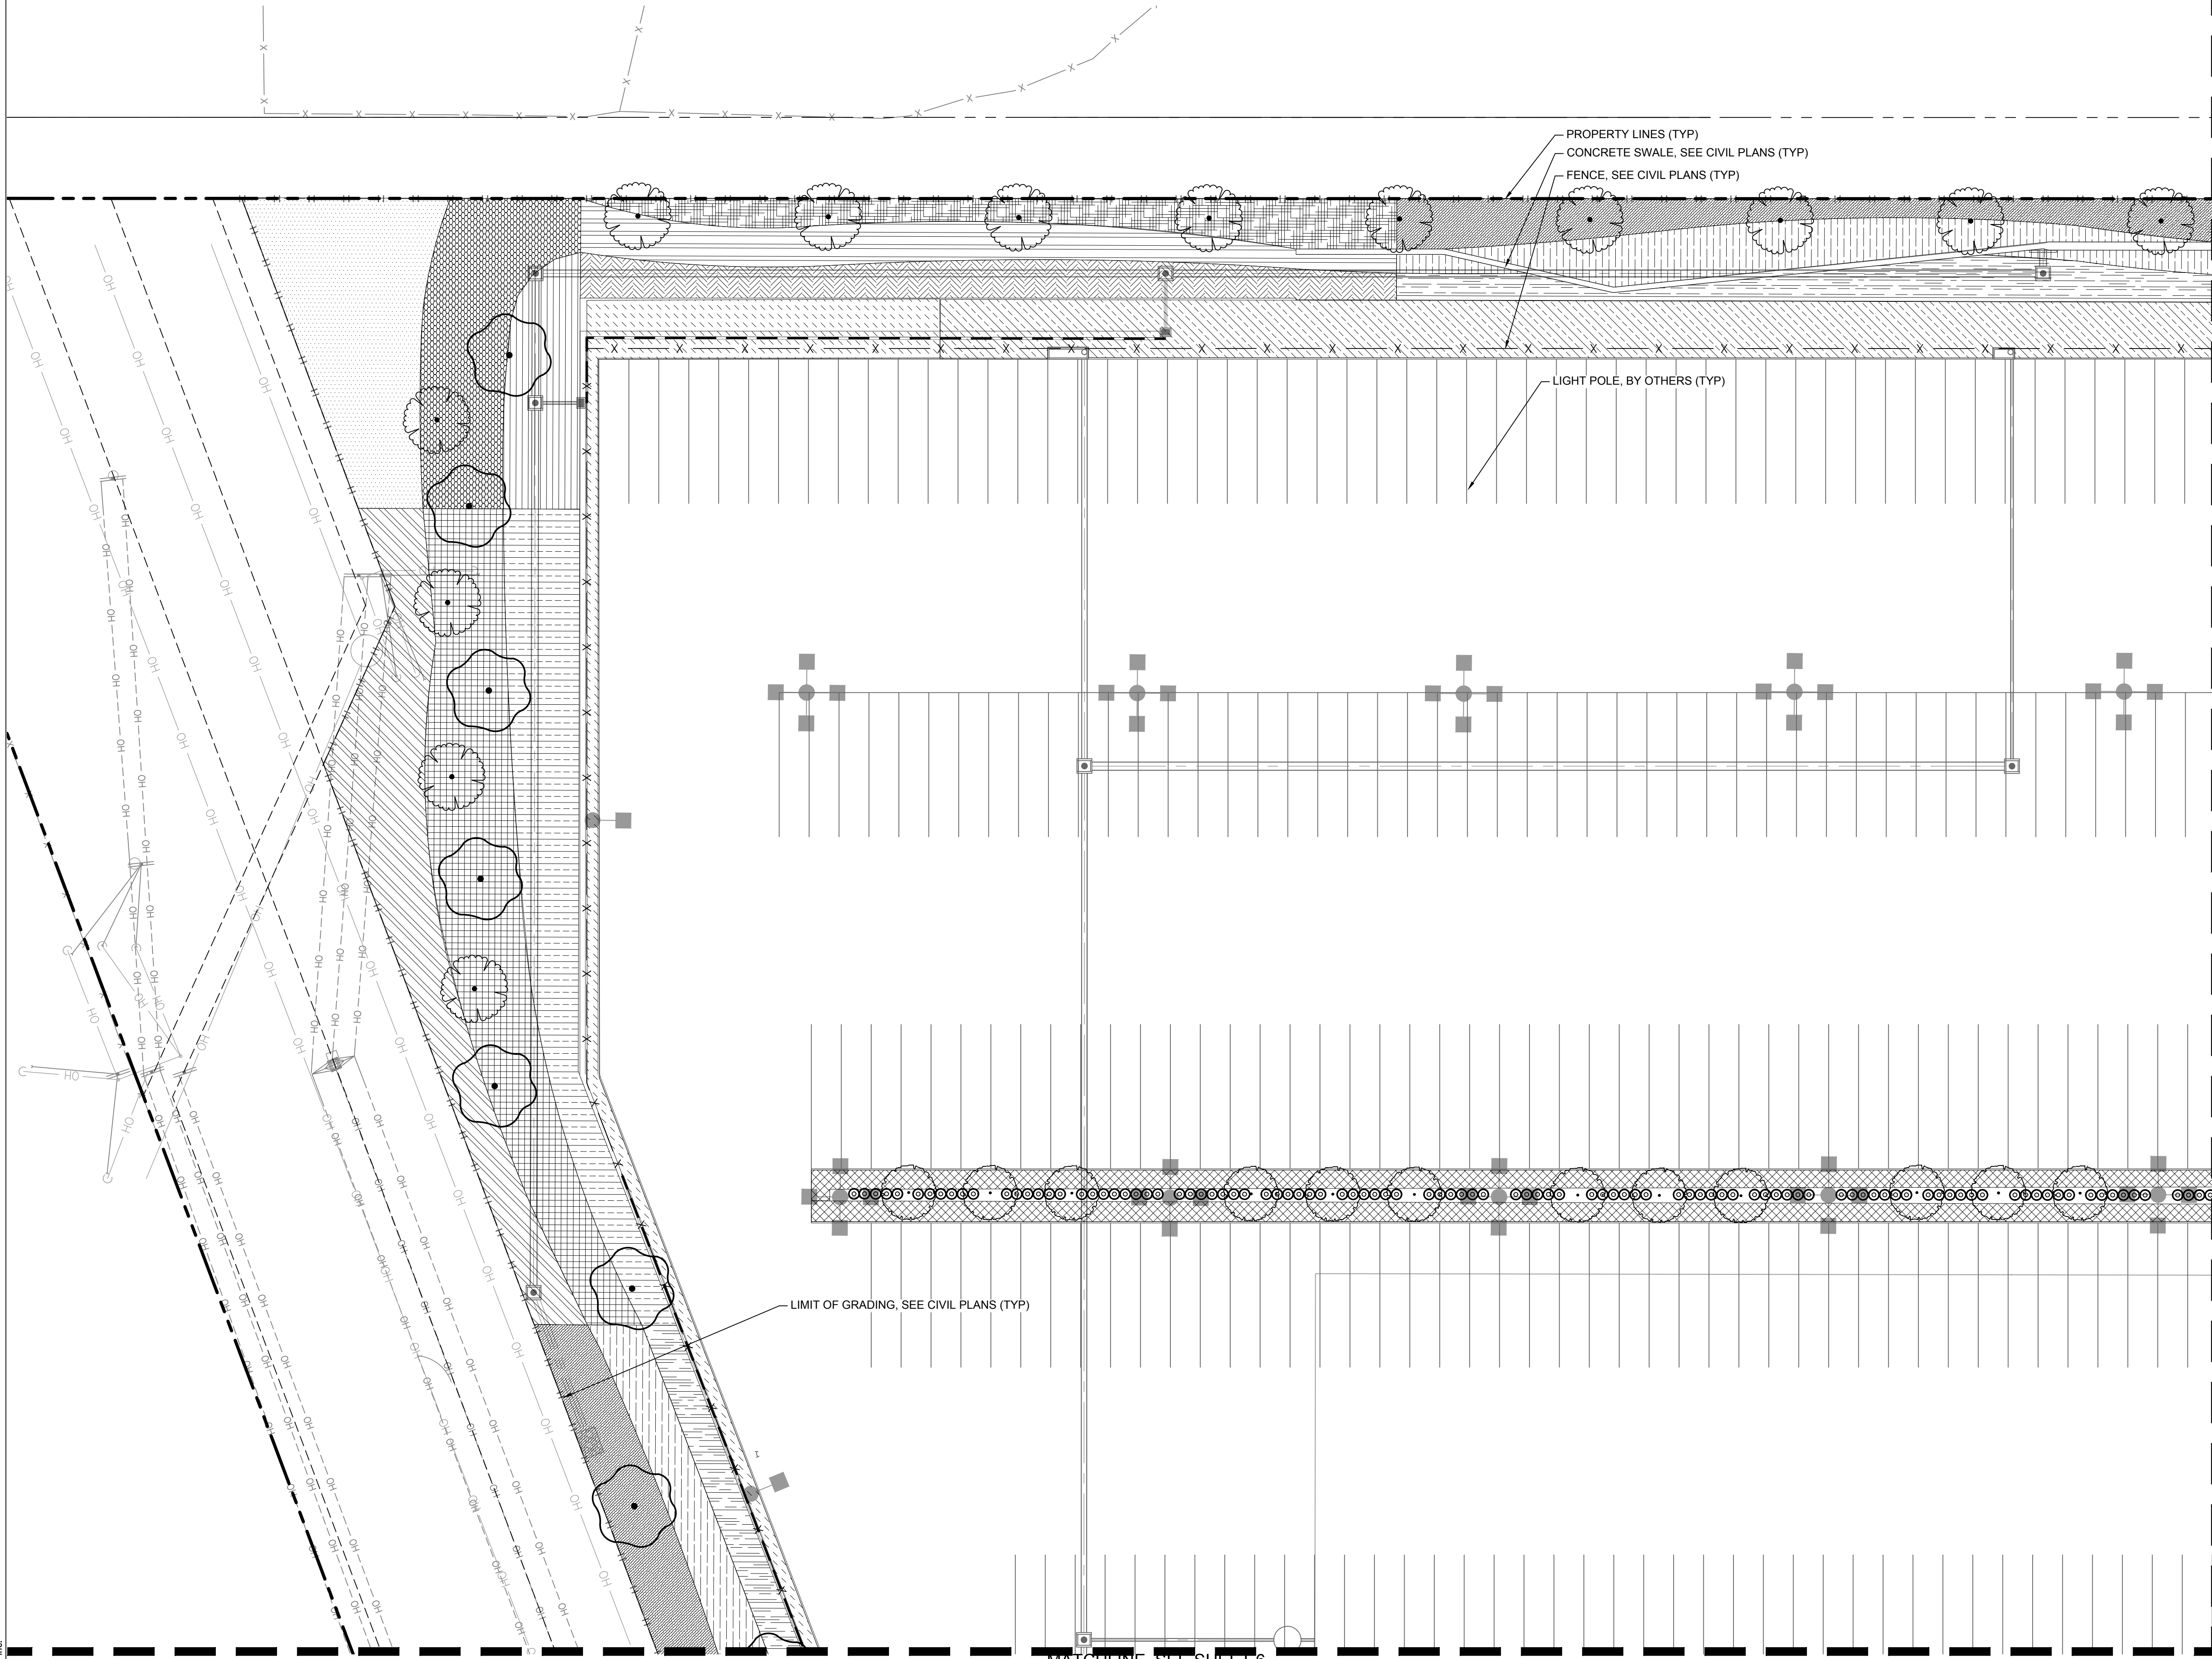 PROPERTY LINES (TYP)
CONCRETE SWALE, SEE CIVIL PLANS (TYP)
FENCE, SEE CIVIL PLANS (TYP)
LIGHT POLE, BY OTHERS (TYP)
LIMIT OF GRADING, SEE CIVIL PLANS (TYP)